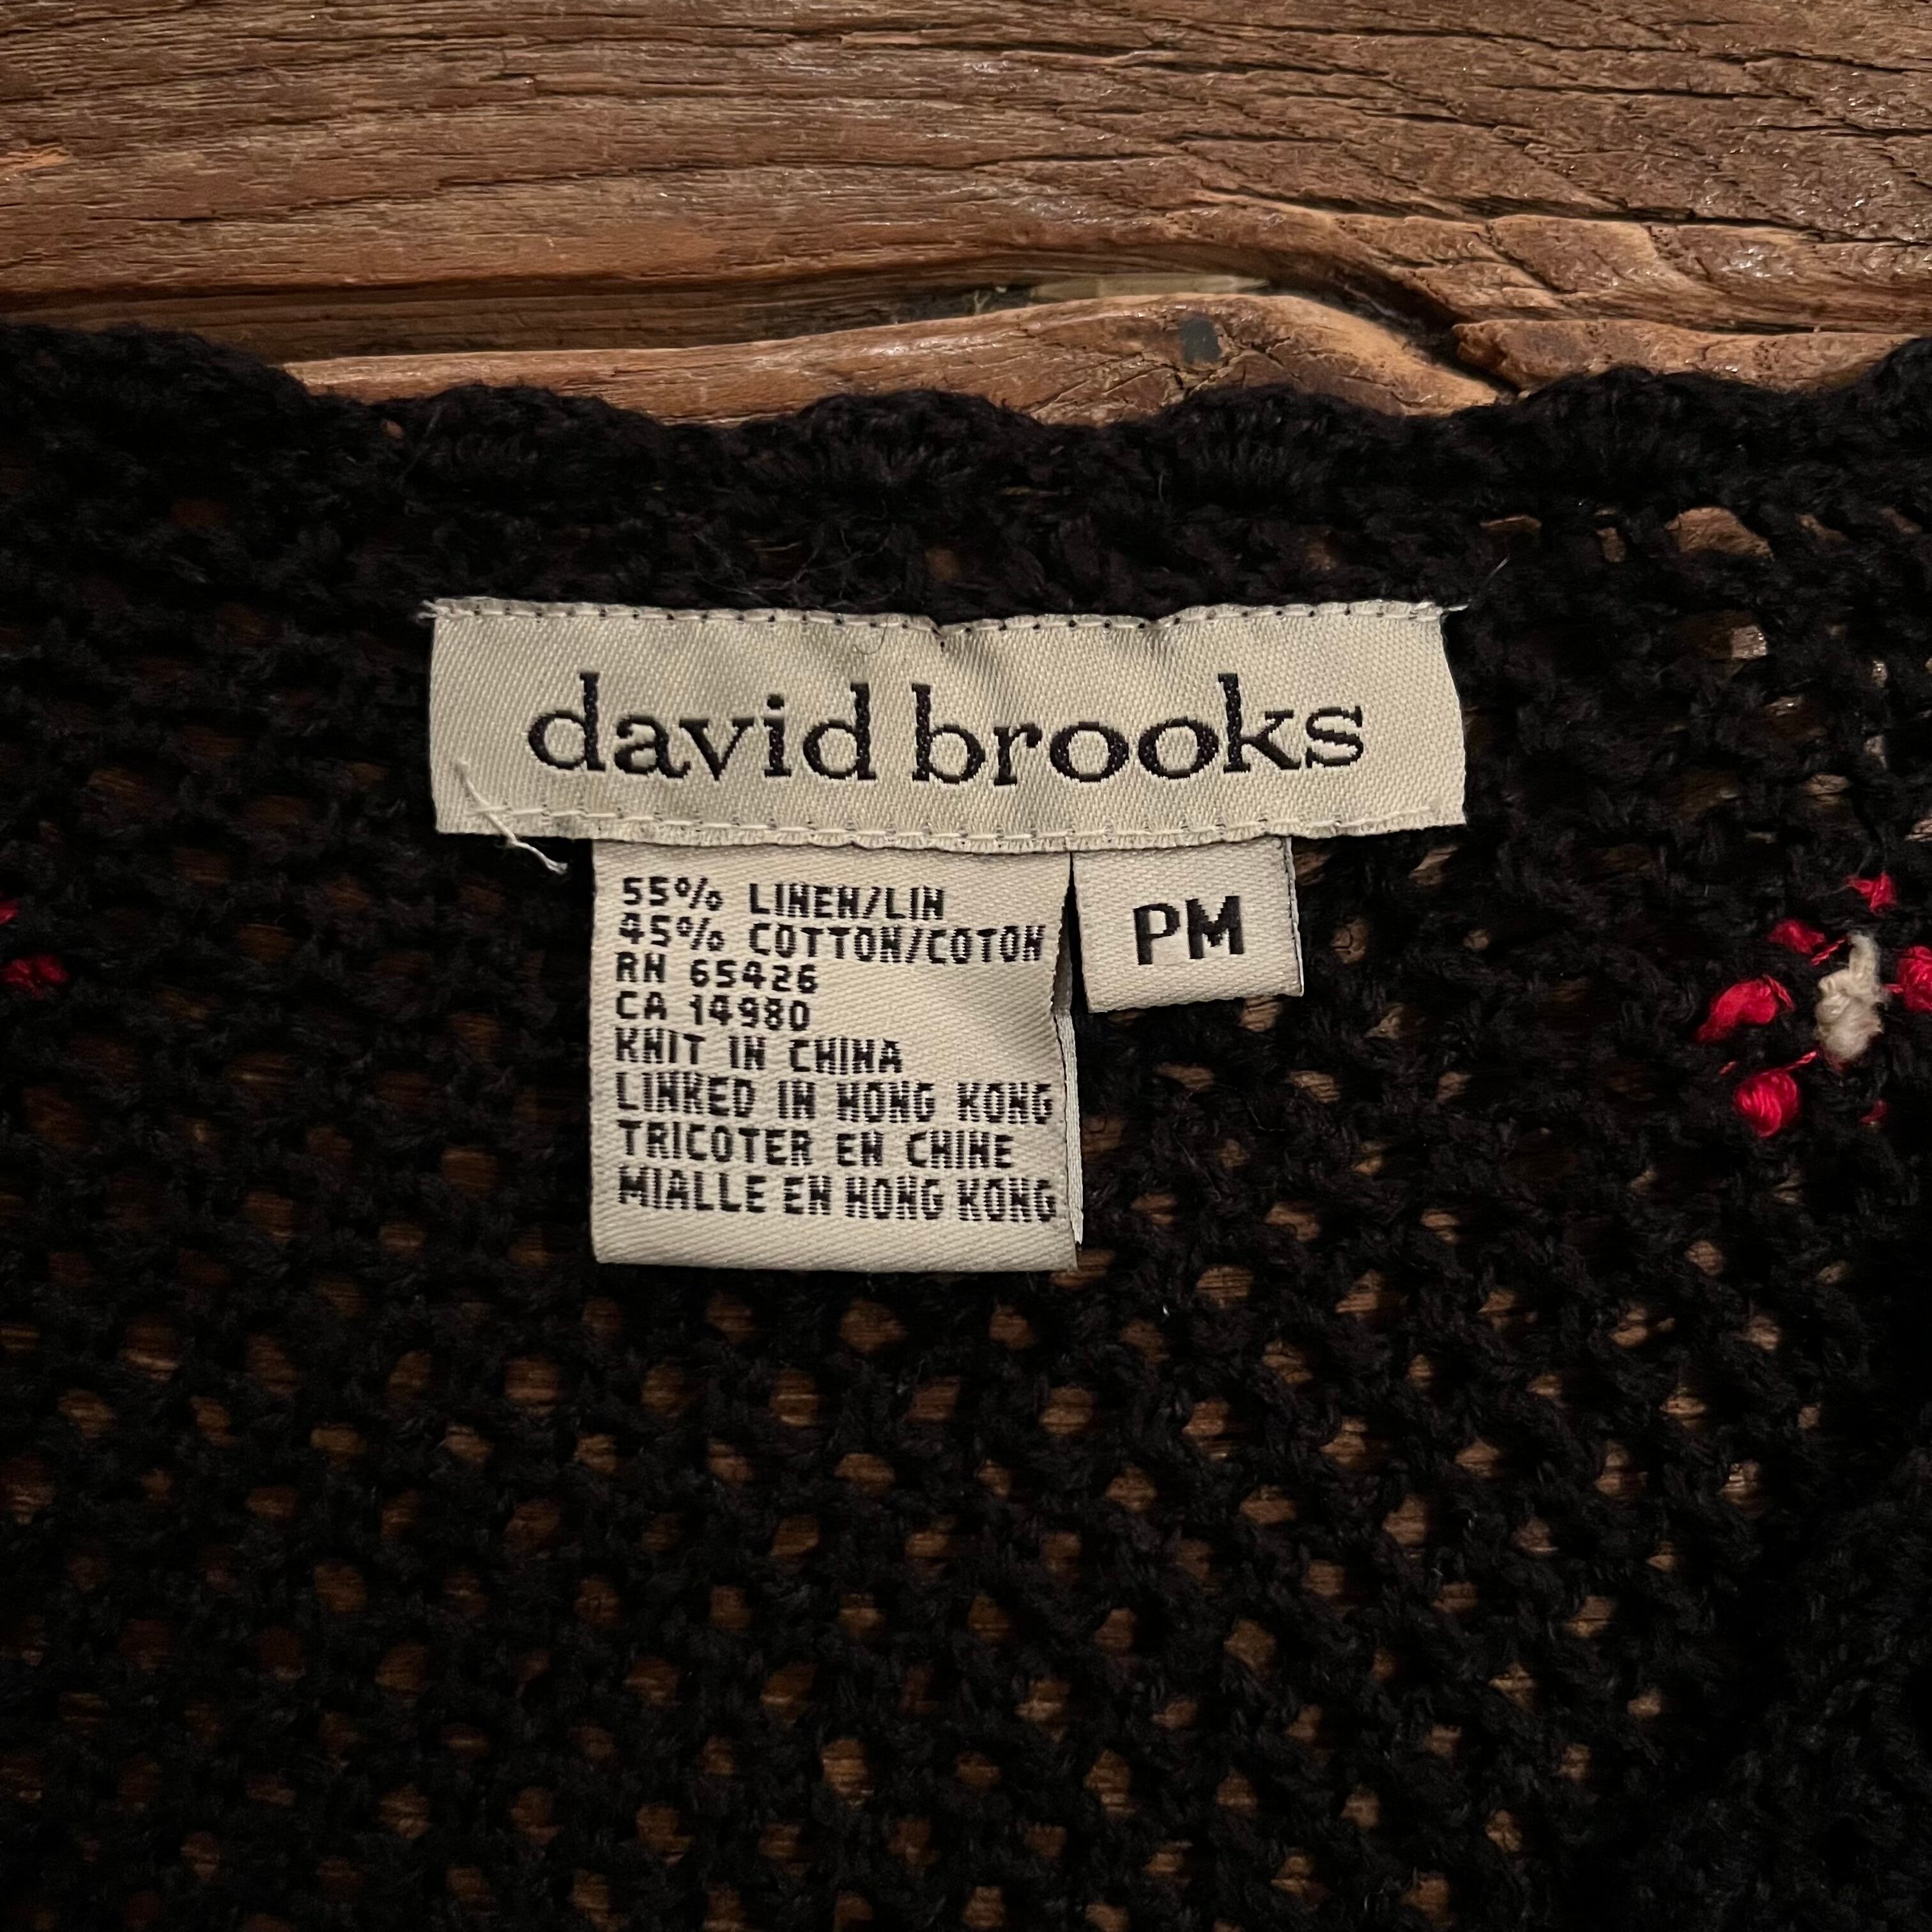 david brooks
55% LINEN/LIN
45% COTTON/COTON
RN 65426
CA 14980
KNIT IN CHINA
LINKED IN HONG KONG
TRICOTER EN CHINE
MIALLE EN HONG KONG
PM